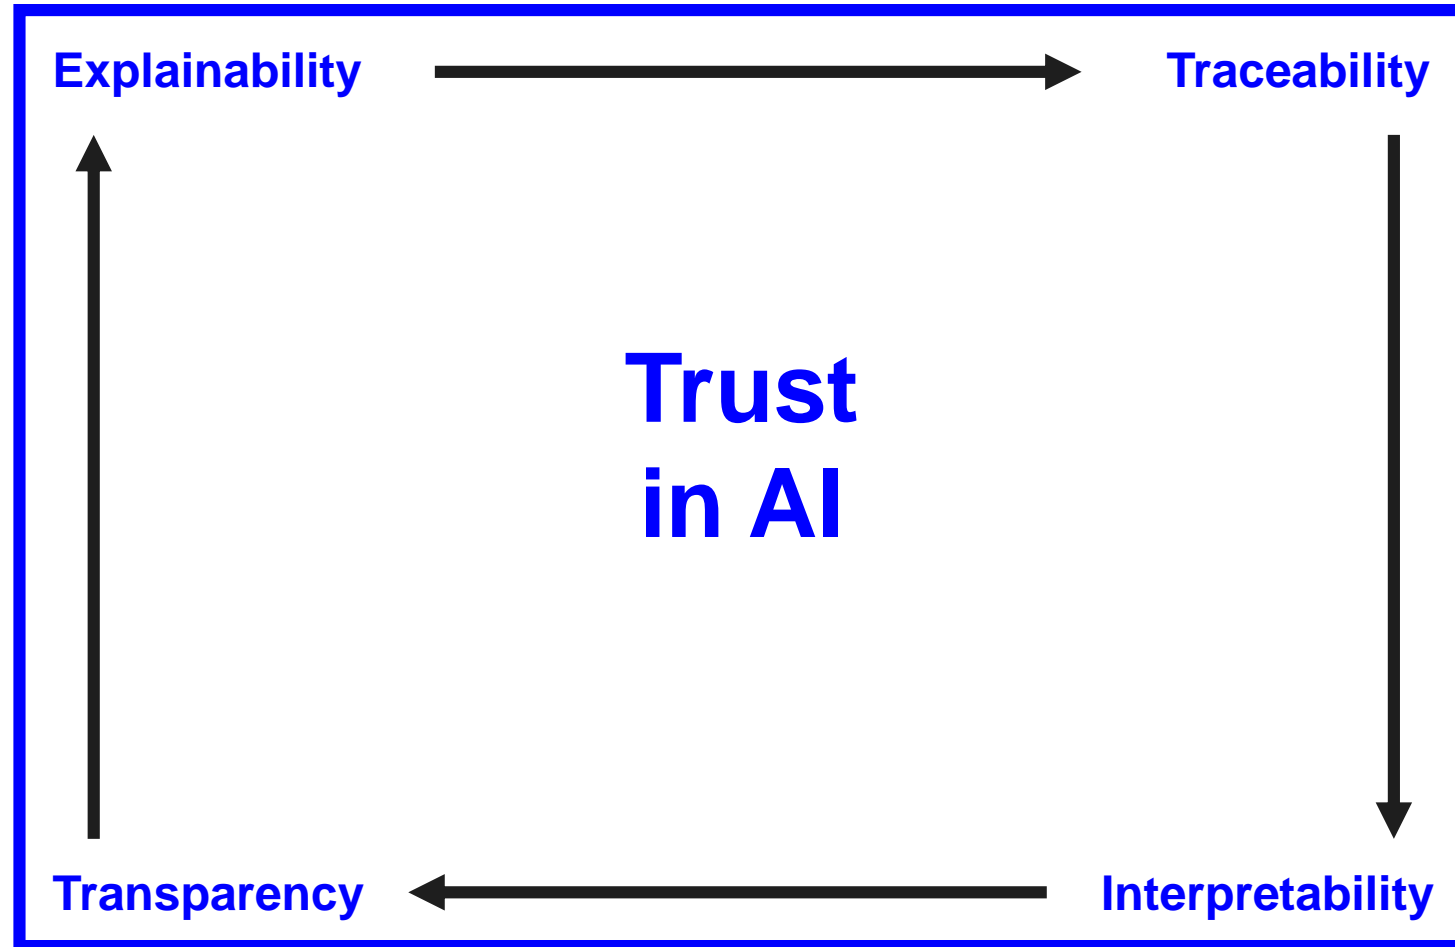 Explainability
Traceability
Trust
in AI
Transparency
Interpretability